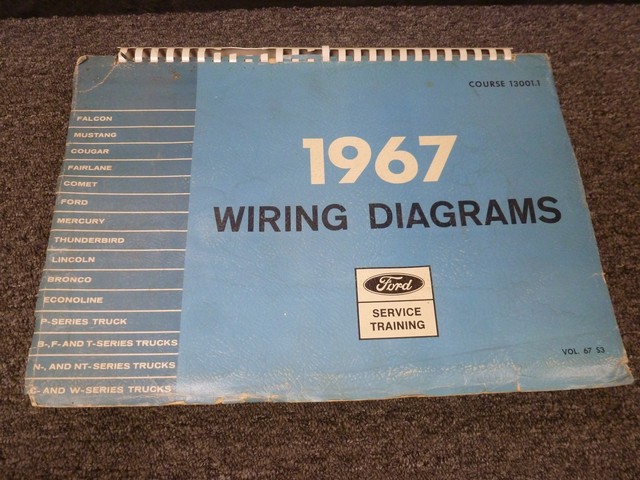 COURSE 13001.1
1967
WIRING DIAGRAMS
FALCON
MUSTANG
COUGAR
FAIRLANE
COMET
FORD
MERCURY
THUNDERBIRD
LINCOLN
BRONCO
ECONOLINE
P-SERIES TRUCK
B-, F- AND T-SERIES TRUCKS
N-, AND NT-SERIES TRUCKS
C- AND W-SERIES TRUCKS
Ford
SERVICE
TRAINING
VOL. 67 S3